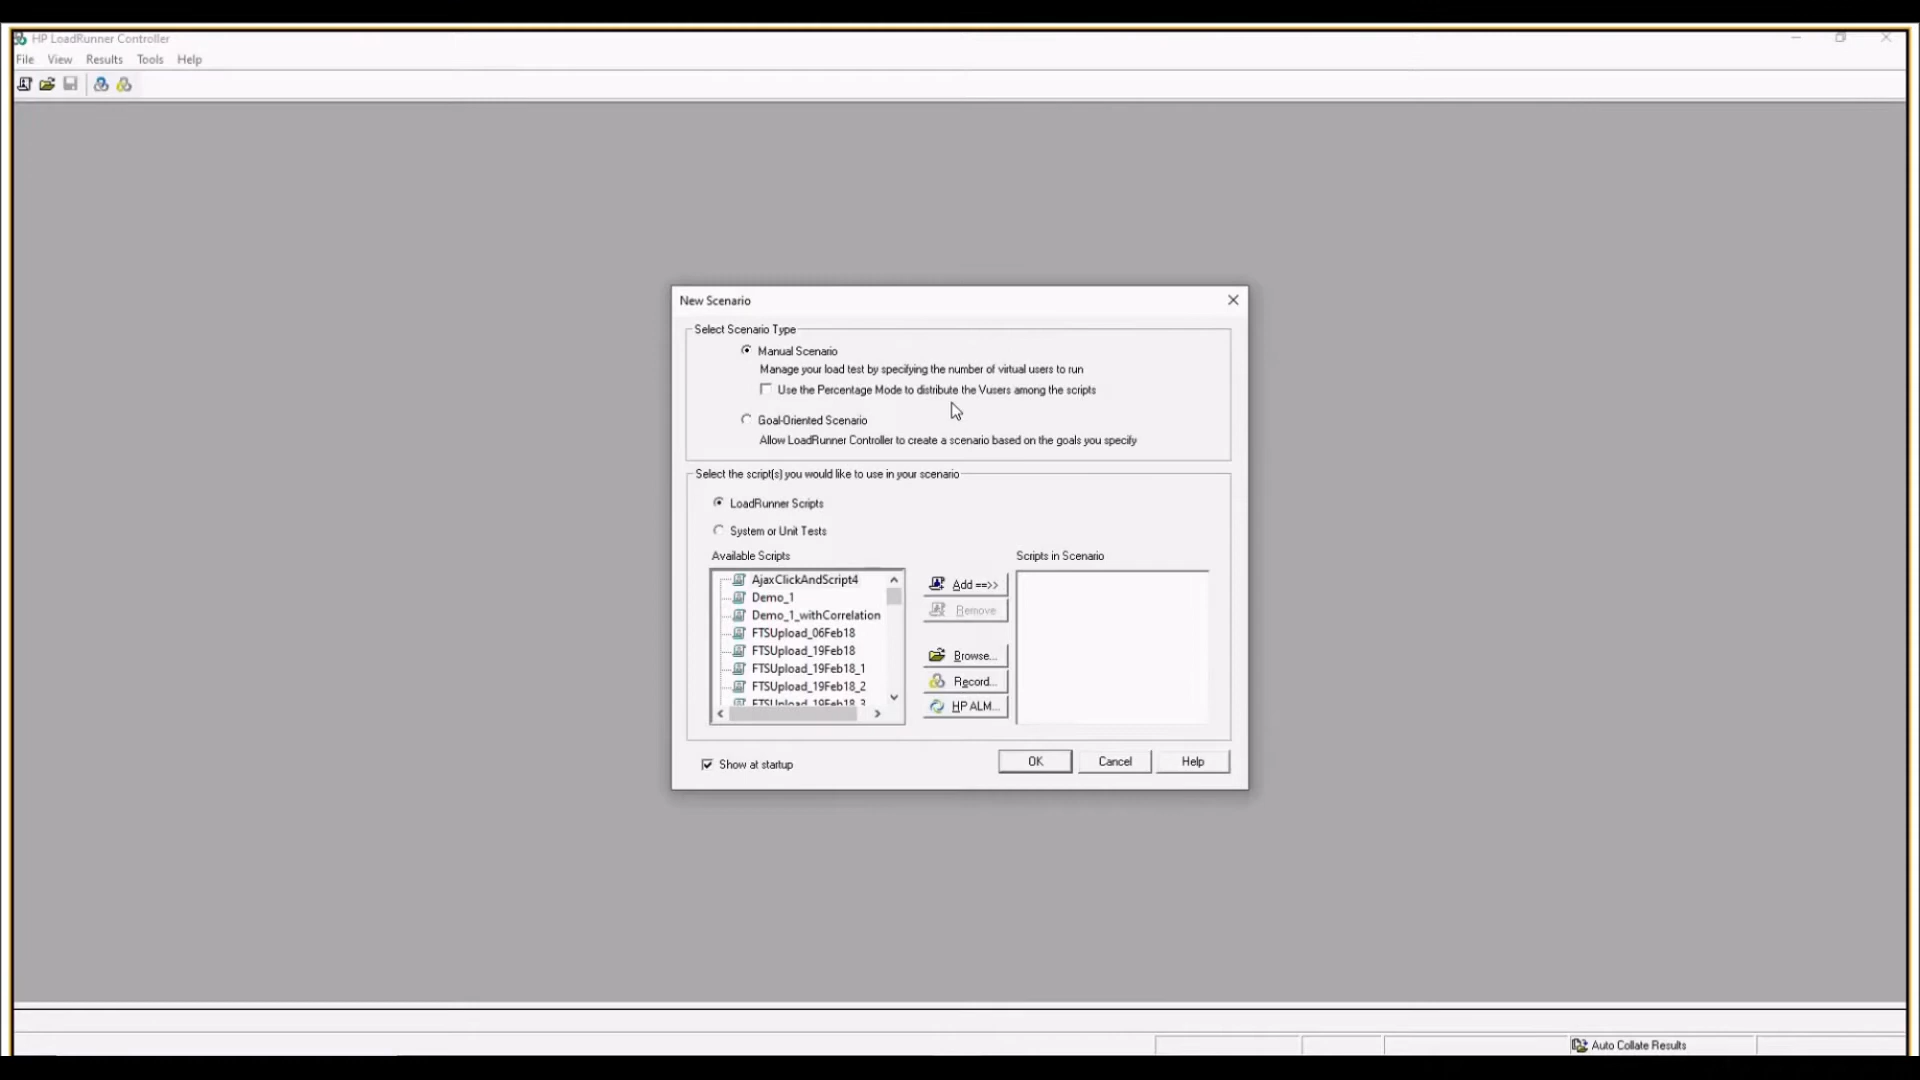 HP LoadRunner Controller
File View Results Tools Help
New Scenario
Select Scenario Type
Manual Scenario
Manage your load test by specifying the number of virtual users to run
Use the Percentage Mode to distribute the Vusers among the scripts
Goal-Oriented Scenario
Allow LoadRunner Controller to create a scenario based on the goals you specify
Select the script(s) you would like to use in your scenario
LoadRunner Scripts
System or Unit Tests
Available Scripts
Scripts in Scenario
AjaxClickAndScript4
Demo_1
Demo_1_withCorrelation
FTSUpload_06Feb18
FTSUpload_19Feb18
FTSUpload_19Feb18_1
FTSUpload_19Feb18_2
FTSUpload_19Feb18_3
Add ==>>
Remove
Browse...
Record...
HP ALM...
Show at startup
OK
Cancel
Help
Auto Collate Results